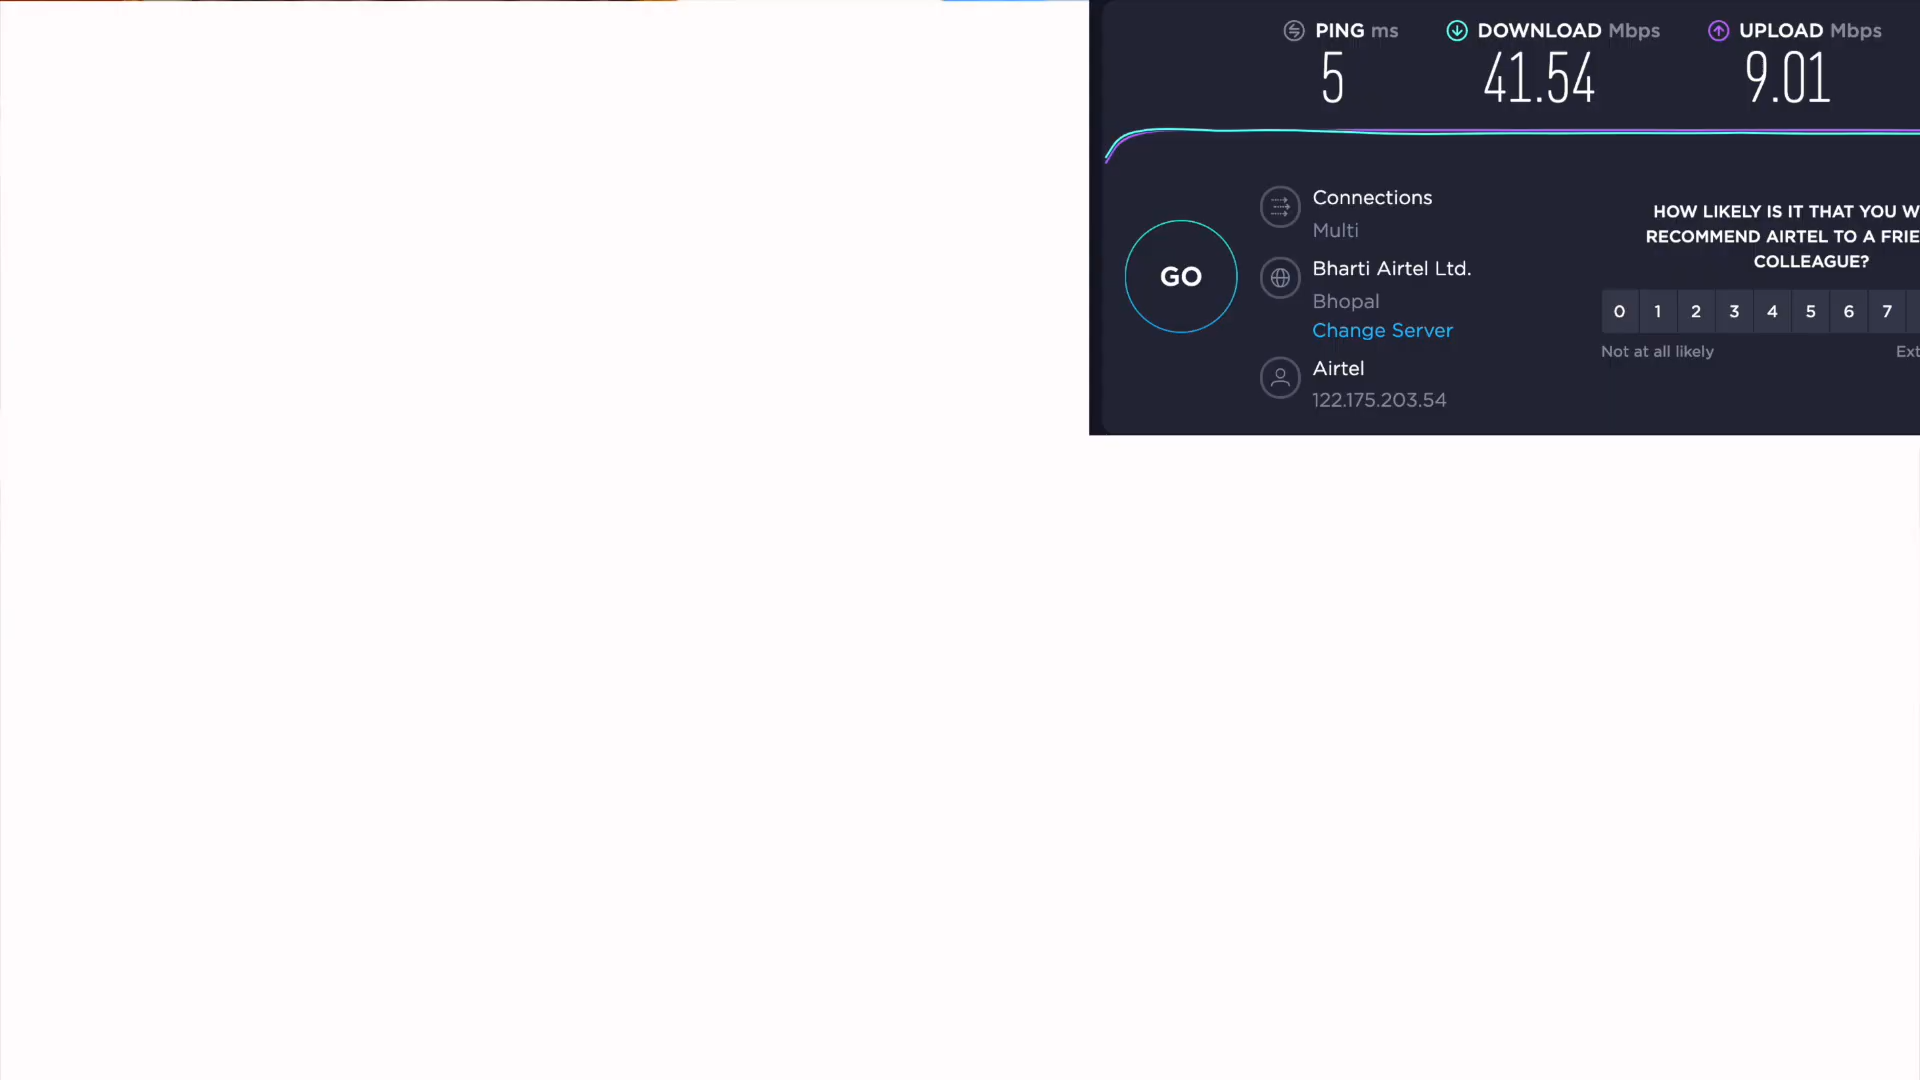 PING ms
5
DOWNLOAD Mbps
41.54
UPLOAD Mbps
9.01
GO
Connections
Multi
Bharti Airtel Ltd.
Bhopal
Change Server
Airtel
122.175.203.54
HOW LIKELY IS IT THAT YOU W
RECOMMEND AIRTEL TO A FRIE
COLLEAGUE?
0 1 2 3 4 5 6 7
Not at all likely Ext